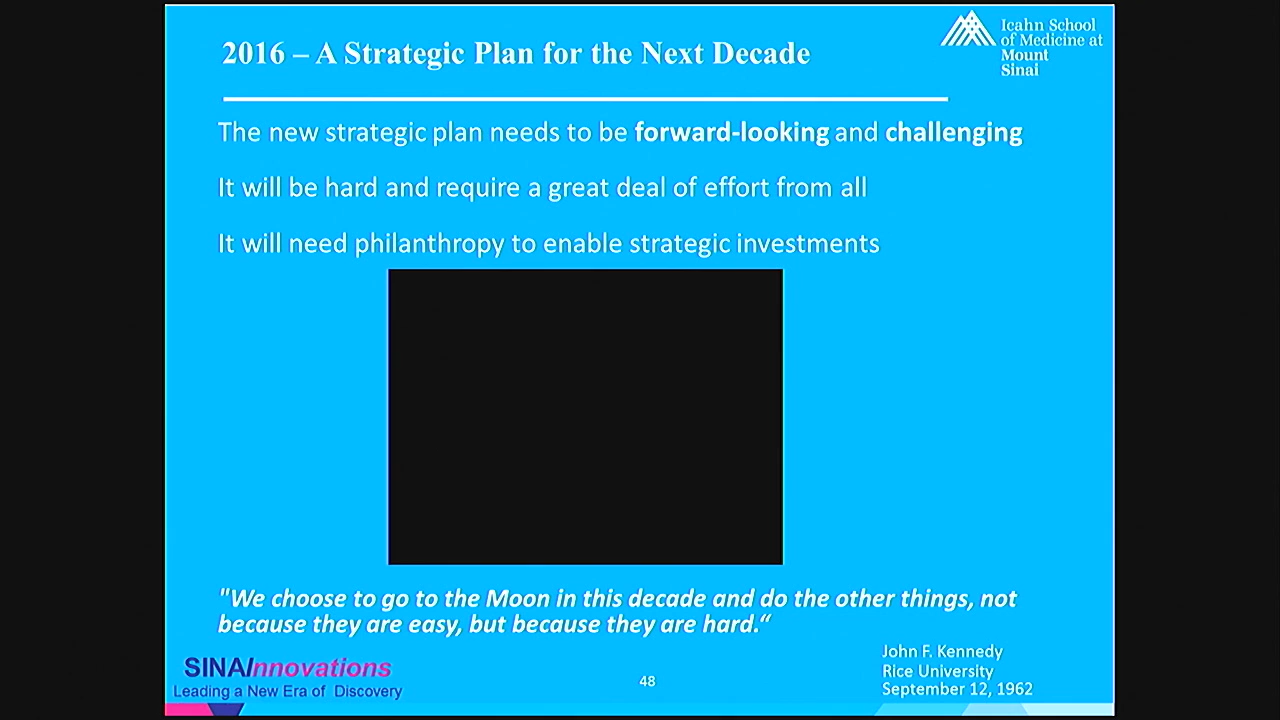 2016 – A Strategic Plan for the Next Decade
Icahn School
of Medicine at
Mount
Sinai
The new strategic plan needs to be forward-looking and challenging
It will be hard and require a great deal of effort from all
It will need philanthropy to enable strategic investments
"We choose to go to the Moon in this decade and do the other things, not
because they are easy, but because they are hard.“
John F. Kennedy
Rice University
September 12, 1962
SINAInnovations
Leading a New Era of Discovery
48